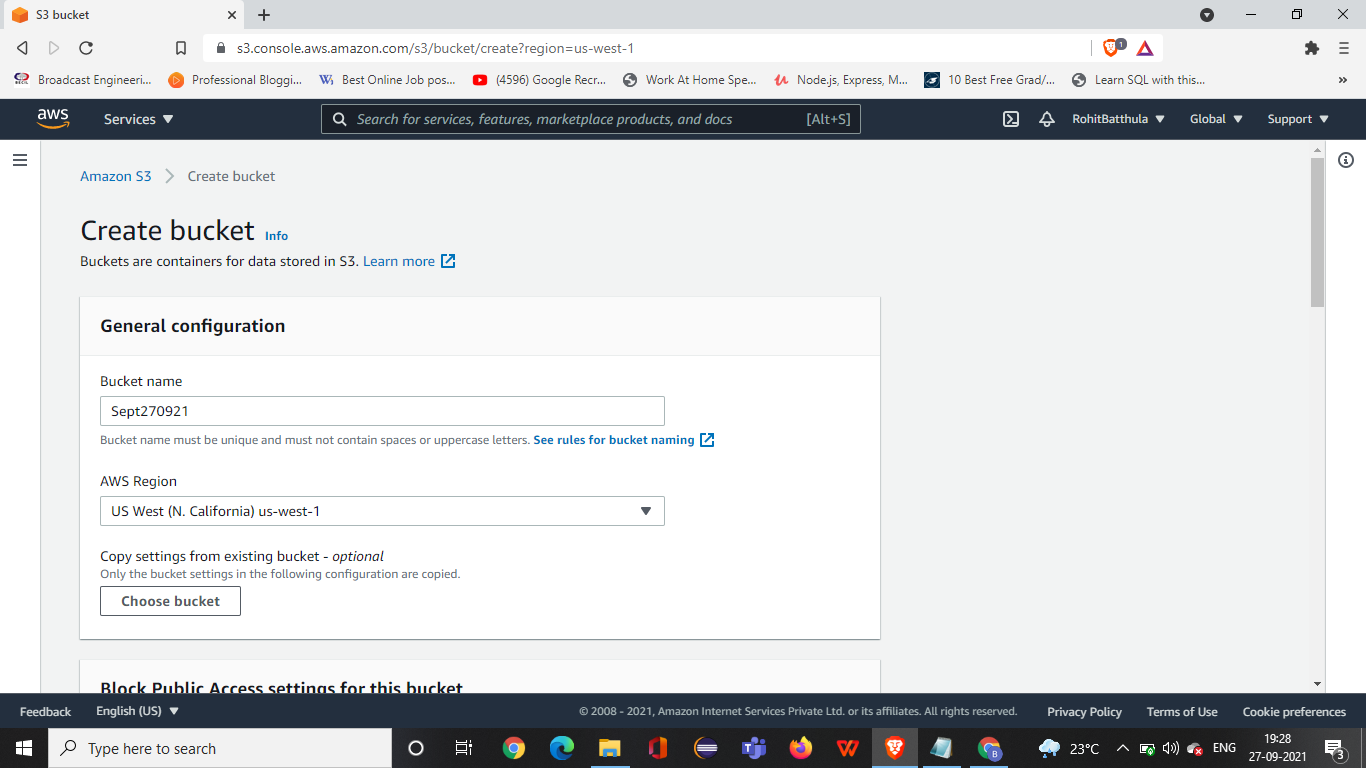 S3 bucket
s3.console.aws.amazon.com/s3/bucket/create?region=us-west-1
1
Broadcast Engineeri... Professional Bloggi... Best Online Job pos... (4596) Google Recr... Work At Home Spe... Node.js, Express, M... 10 Best Free Grad/... Learn SQL with this... »
aws Services Search for services, features, marketplace products, and docs [Alt+S] RohitBatthula Global Support
Amazon S3 Create bucket
Create bucket Info
Buckets are containers for data stored in S3. Learn more
General configuration
Bucket name
Sept270921
Bucket name must be unique and must not contain spaces or uppercase letters. See rules for bucket naming
AWS Region
US West (N. California) us-west-1
Copy settings from existing bucket - optional
Only the bucket settings in the following configuration are copied.
Choose bucket
Block Public Access settings for this bucket
Feedback English (US) © 2008 - 2021, Amazon Internet Services Private Ltd. or its affiliates. All rights reserved. Privacy Policy Terms of Use Cookie preferences
Type here to search 23°C ENG 19:28
27-09-2021 3